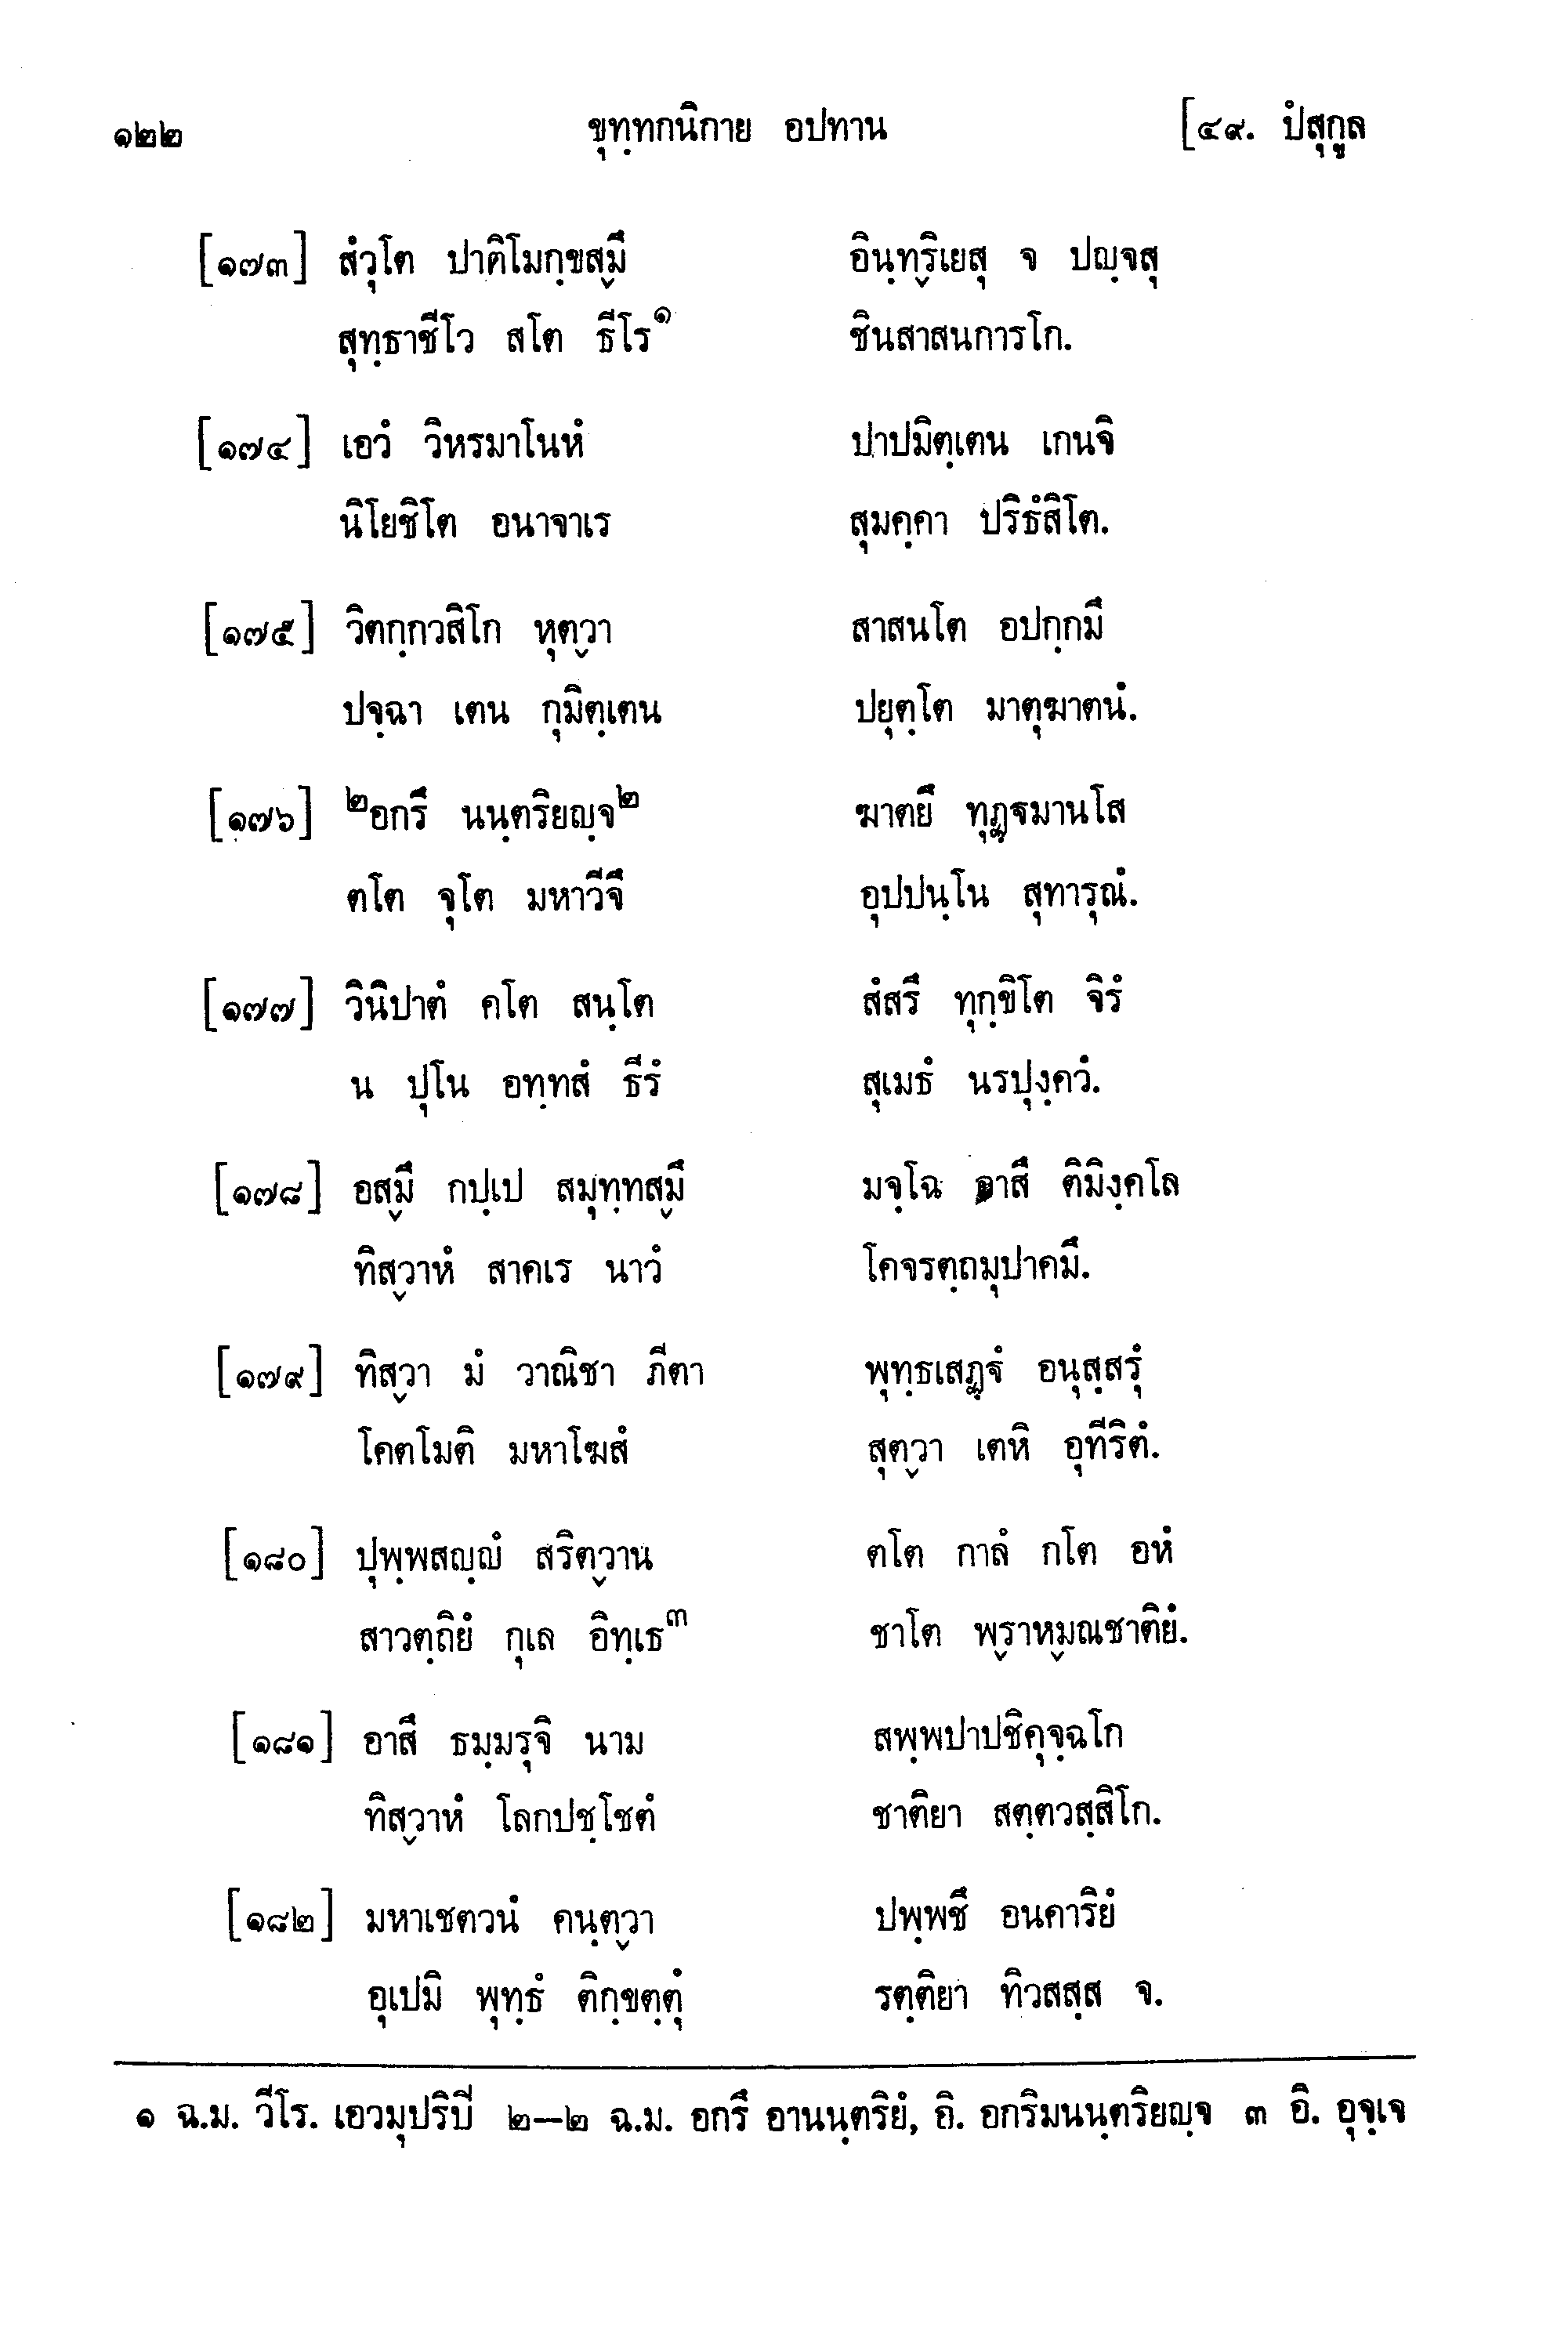 ๑๒๒ ขุทฺทกนิกาย อปทาน [๔๙. ปํสุกูล
[๑๗๓] สํวุโต ปาติโมกฺขสฺมึ อินฺทฺริเยสุ จ ปญฺจสุ
สุทฺธาชีโว สโต ธีโร๑ ชินสาสนการโก.
[๑๗๔] เอวํ วิหรมาโนหํ ปาปมิตฺเตน เกนจิ
นิโยชิโต อนาจาเร สุมคฺคา ปริธํสิโต.
[๑๗๕] วิตกฺกวสิโก หุตฺวา สาสนโต อปกฺกมึ
ปจฺฉา เตน กุมิตฺเตน ปยุตฺโต มาตุฆาตนํ.
[๑๗๖] ๒อกรึ นนฺตริยญฺจ๒ ฆาตยึ ทุฏฺฐมานโส
ตโต จุโต มหาวีจึ อุปปนฺโน สุทารุณํ.
[๑๗๗] วินิปาตํ คโต สนฺโต สํสรึ ทุกฺขิโต จิรํ
น ปุโน อทฺทสํ ธีรํ สุเมธํ นรปุงฺควํ.
[๑๗๘] อสฺมึ กปฺเป สมุทฺทสฺมึ มจฺโฉ อาสึ ติมิงฺคโล
ทิสฺวาหํ สาคเร นาวํ โคจรตฺถมุปาคมึ.
[๑๗๙] ทิสฺวา มํ วาณิชา ภีตา พุทฺธเสฏฺฐํ อนุสฺสรุํ
โคตโมติ มหาโฆสํ สุตฺวา เตหิ อุทีริตํ.
[๑๘๐] ปุพฺพสญฺญํ สริตฺวาน ตโต กาลํ กโต อหํ
สาวตฺถิยํ กุเล อิทฺเธ๓ ชาโต พฺราหฺมณชาติยํ.
[๑๘๑] อาสึ ธมฺมรุจิ นาม สพฺพปาปชิคุจฺฉโก
ทิสฺวาหํ โลกปชฺโชตํ ชาติยา สตฺตวสฺสิโก.
[๑๘๒] มหาเชตวนํ คนฺตฺวา ปพฺพชึ อนคาริยํ
อุเปมิ พุทฺธํ ติกฺขตฺตุํ รตฺติยา ทิวสสฺส จ.
๑ ฉ.ม. วีโร. เอวมุปริปิ ๒—๒ ฉ.ม. อกรึ อานนฺตริยํ, ถิ. อกริมนนฺตริยญฺจ ๓ อิ. อุจฺเจ